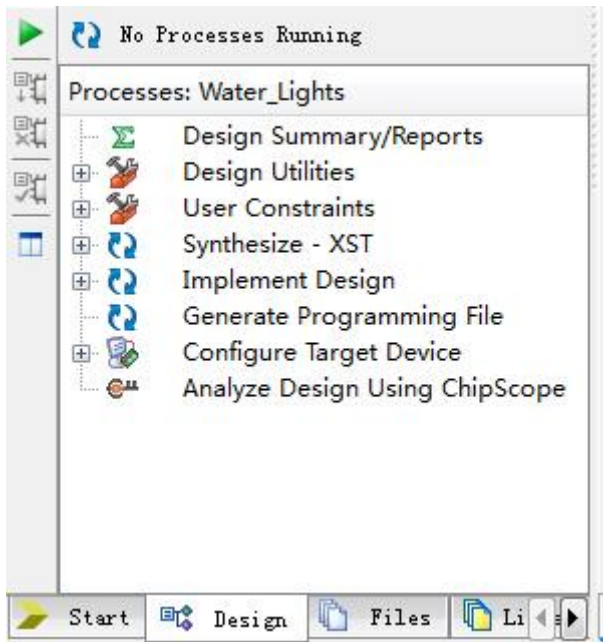 No Processes Running
Processes: Water_Lights
Design Summary/Reports
Design Utilities
User Constraints
Synthesize - XST
Implement Design
Generate Programming File
Configure Target Device
Analyze Design Using ChipScope
Start Design Files Li